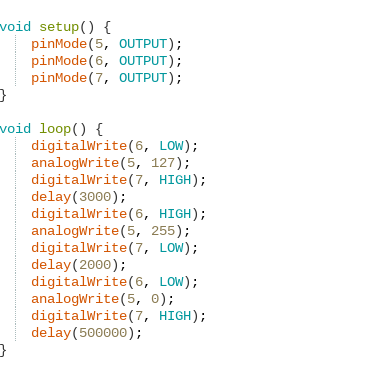 void setup() {
pinMode(5, OUTPUT);
pinMode(6, OUTPUT);
pinMode(7, OUTPUT);
}
void loop() {
digitalWrite(6, LOW);
analogWrite(5, 127);
digitalWrite(7, HIGH);
delay(3000);
digitalWrite(6, HIGH);
analogWrite(5, 255);
digitalWrite(7, LOW);
delay(2000);
digitalWrite(6, LOW);
analogWrite(5, 0);
digitalWrite(7, HIGH);
delay(500000);
}